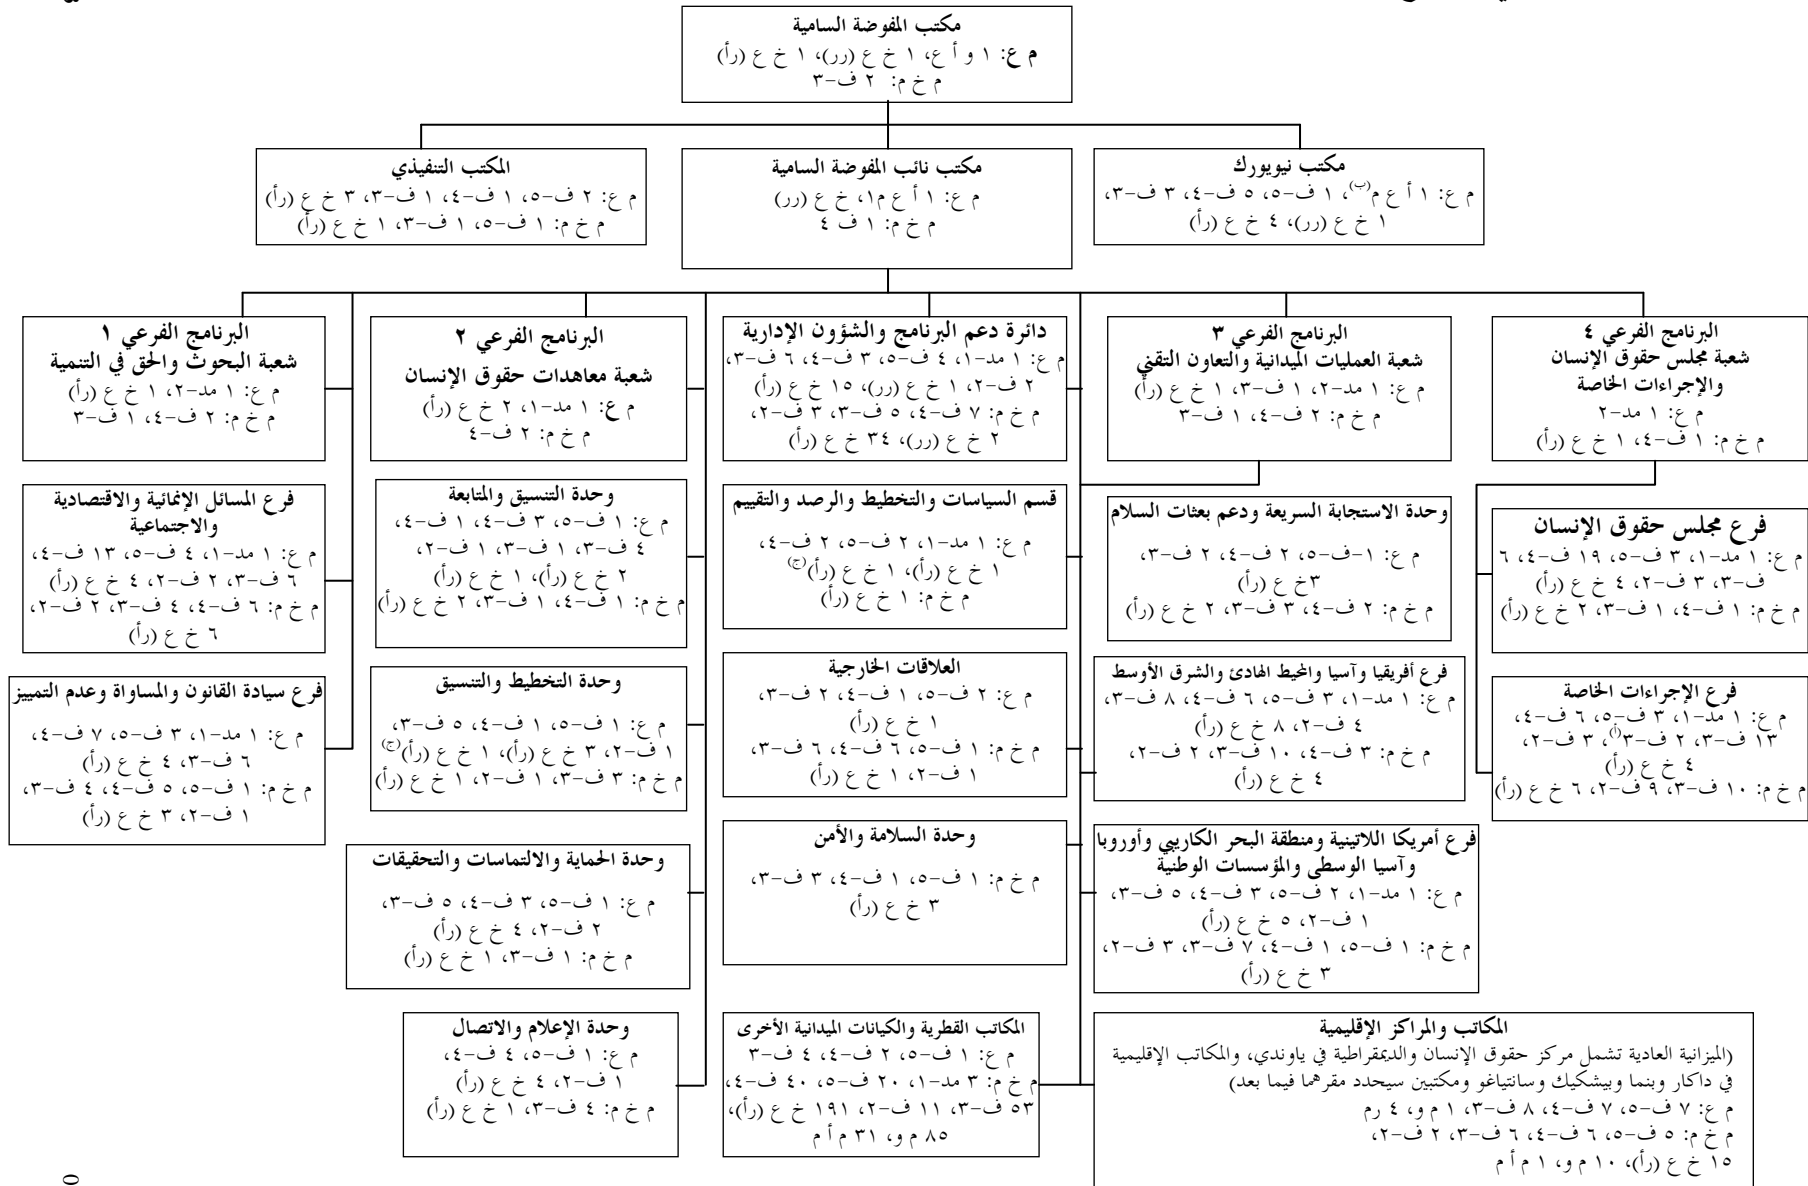 مكتب المفوضة السامية
م ع: ١ و أ ع، ١ خ ع (رر)، ١ خ ع (رأ)
م خ م: ٢ ف-٣
مكتب نيويورك
م ع: ١ أ ع م(ب)، ١ ف-٥، ٥ ف-٤، ٣ ف-٣،
١ خ ع (رر)، ٤ خ ع (رأ)
مكتب نائب المفوضة السامية
م ع: ١ أ ع م١، خ ع (رر)
م خ م: ١ ف ٤
المكتب التنفيذي
م ع: ٢ ف-٥، ١ ف-٤، ١ ف-٣، ٣ خ ع (رأ)
م خ م: ١ ف-٥، ١ ف-٣، ١ خ ع (رأ)
البرنامج الفرعي ٤
شعبة مجلس حقوق الإنسان
والإجراءات الخاصة
م ع: ١ مد-٢
م خ م: ١ ف-٤، ١ خ ع (رأ)
البرنامج الفرعي ٣
شعبة العمليات الميدانية والتعاون التقني
م ع: ١ مد-٢، ١ ف-٣، ١ خ ع (رأ)
م خ م: ٢ ف-٤، ١ ف-٣
دائرة دعم البرنامج والشؤون الإدارية
م ع: ١ مد-١، ٤ ف-٥، ٣ ف-٤، ٦ ف-٣،
٢ ف-٢، ١ خ ع (رر)، ١٥ خ ع (رأ)
م خ م: ٧ ف-٤، ٥ ف-٣، ٣ ف-٢،
٢ خ ع (رر)، ٣٤ خ ع (رأ)
البرنامج الفرعي ٢
شعبة معاهدات حقوق الإنسان
م ع: ١ مد-١، ٢ خ ع (رأ)
م خ م: ٢ ف-٤
البرنامج الفرعي ١
شعبة البحوث والحق في التنمية
م ع: ١ مد-٢، ١ خ ع (رأ)
م خ م: ٢ ف-٤، ١ ف-٣
فرع مجلس حقوق الإنسان
م ع: ١ مد-١، ٣ ف-٥، ١٩ ف-٤، ٦
ف-٣، ٣ ف-٢، ٤ خ ع (رأ)
م خ م: ١ ف-٤، ١ ف-٣، ٢ خ ع (رأ)
وحدة الاستجابة السريعة ودعم بعثات السلام
م ع: ١-ف-٥، ٢ ف-٤، ٢ ف-٣،
٣خ ع (رأ)
م خ م: ٢ ف-٤، ٣ ف-٣، ٢ خ ع (رأ)
قسم السياسات والتخطيط والرصد والتقييم
م ع: ١ مد-١، ٢ ف-٥، ٢ ف-٤،
١ خ ع (رأ)، ١ خ ع (رأ)(ج)
م خ م: ١ خ ع (رأ)
وحدة التنسيق والمتابعة
م ع: ١ ف-٥، ٣ ف-٤، ١ ف-٤،
٤ ف-٣، ١ ف-٣، ١ ف-٢،
٢ خ ع (رأ)، ١ خ ع (رأ)
م خ م: ١ ف-٤، ١ ف-٣، ٢ خ ع (رأ)
فرع المسائل الإنمائية والاقتصادية
والاجتماعية
م ع: ١ مد-١، ٤ ف-٥، ١٣ ف-٤،
٦ ف-٣، ٢ ف-٢، ٤ خ ع (رأ)
م خ م: ٦ ف-٤، ٤ ف-٣، ٢ ف-٢،
٦ خ ع (رأ)
فرع الإجراءات الخاصة
م ع: ١ مد-١، ٣ ف-٥، ٦ ف-٤،
١٣ ف-٣، ٢ ف-٣(أ)، ٣ ف-٢،
٤ خ ع (رأ)
م خ م: ١٠ ف-٣، ٩ ف-٢، ٦ خ ع (رأ)
فرع أفريقيا وآسيا والمحيط الهادئ والشرق الأوسط
م ع: ١ مد-١، ٣ ف-٥، ٦ ف-٤، ٨ ف-٣،
٤ ف-٢، ٨ خ ع (رأ)
م خ م: ٣ ف-٤، ١٠ ف-٣، ٢ ف-٢،
٤ خ ع (رأ)
العلاقات الخارجية
م ع: ٢ ف-٥، ١ ف-٤، ٢ ف-٣،
١ خ ع (رأ)
م خ م: ١ ف-٥، ٦ ف-٤، ٦ ف-٣،
١ ف-٢، ١ خ ع (رأ)
وحدة التخطيط والتنسيق
م ع: ١ ف-٥، ١ ف-٤، ٥ ف-٣،
١ ف-٢، ٣ خ ع (رأ)، ١ خ ع (رأ)(ج)
م خ م: ٣ ف-٣، ١ ف-٢، ١ خ ع (رأ)
فرع سيادة القانون والمساواة وعدم التمييز
م ع: ١ مد-١، ٣ ف-٥، ٧ ف-٤،
٦ ف-٣، ٤ خ ع (رأ)
م خ م: ١ ف-٥، ٥ ف-٤، ٤ ف-٣،
١ ف-٢، ٣ خ ع (رأ)
فرع أمريكا اللاتينية ومنطقة البحر الكاريبي وأوروبا
وآسيا الوسطى والمؤسسات الوطنية
م ع: ١ مد-١، ٢ ف-٥، ٣ ف-٤، ٥ ف-٣،
١ ف-٢، ٥ خ ع (رأ)
م خ م: ١ ف-٥، ١ ف-٤، ٧ ف-٣، ٣ ف-٢،
٣ خ ع (رأ)
وحدة السلامة والأمن
م خ م: ١ ف-٥، ١ ف-٤، ٣ ف-٣،
٣ خ ع (رأ)
وحدة الحماية والالتماسات والتحقيقات
م ع: ١ ف-٥، ٣ ف-٤، ٥ ف-٣،
٢ ف-٢، ٤ خ ع (رأ)
م خ م: ١ ف-٣، ١ خ ع (رأ)
المكاتب والمراكز الإقليمية
(الميزانية العادية تشمل مركز حقوق الإنسان والديمقراطية في ياوندي، والمكاتب الإقليمية
في داكار وبنما وبيشكيك وسانتياغو ومكتبين سيحدد مقرهما فيما بعد)
م ع: ٧ ف-٥، ٧ ف-٤، ٨ ف-٣، ١ م و، ٤ رم
م خ م: ٥ ف-٥، ٦ ف-٤، ٦ ف-٣، ٢ ف-٢،
١٥ خ ع (رأ)، ١٠ م و، ١ م أ م
المكاتب القطرية والكيانات الميدانية الأخرى
م ع: ١ ف-٥، ٢ ف-٤، ٤ ف-٣
م خ م: ٣ مد-١، ٢٠ ف-٥، ٤٠ ف-٤،
٥٣ ف-٣، ١١ ف-٢، ١٩١ خ ع (رأ)،
٨٥ م و، ٣١ م أ م
وحدة الإعلام والاتصال
م ع: ١ ف-٥، ٤ ف-٤،
١ ف-٢، ٤ خ ع (رأ)
م خ م: ٤ ف-٣، ١ خ ع (رأ)